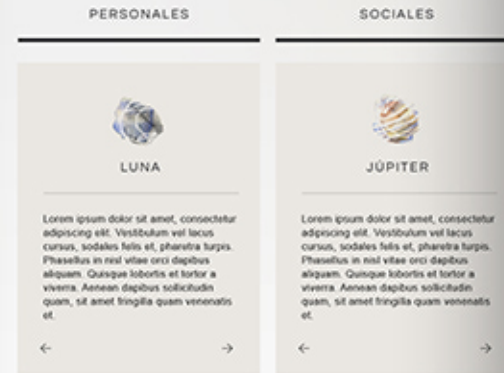 PERSONALES
SOCIALES
LUNA
Lorem ipsum dolor sit amet, consectetur
adipiscing elit. Vestibulum vel lacus
cursus, sodales felis et, pharetra turpis.
Phasellus in nisl vitae orci dapibus
aliquam. Quisque lobortis et tortor a
viverra. Aenean dapibus sollicitudin
quam, sit amet fringilla quam venenatis
et.
JÚPITER
Lorem ipsum dolor sit amet, consectetur
adipiscing elit. Vestibulum vel lacus
cursus, sodales felis et, pharetra turpis.
Phasellus in nisl vitae orci dapibus
aliquam. Quisque lobortis et tortor a
viverra. Aenean dapibus sollicitudin
quam, sit amet fringilla quam venenatis
et.